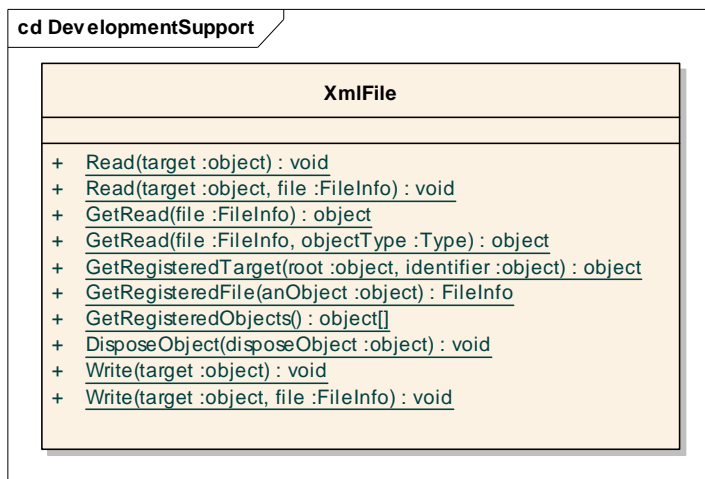 cd DevelopmentSupport
XmlFile
+ Read(target :object) : void
+ Read(target :object, file :FileInfo) : void
+ GetRead(file :FileInfo) : object
+ GetRead(file :FileInfo, objectType :Type) : object
+ GetRegisteredTarget(root :object, identifier :object) : object
+ GetRegisteredFile(anObject :object) : FileInfo
+ GetRegisteredObjects() : object[]
+ DisposeObject(disposeObject :object) : void
+ Write(target :object) : void
+ Write(target :object, file :FileInfo) : void